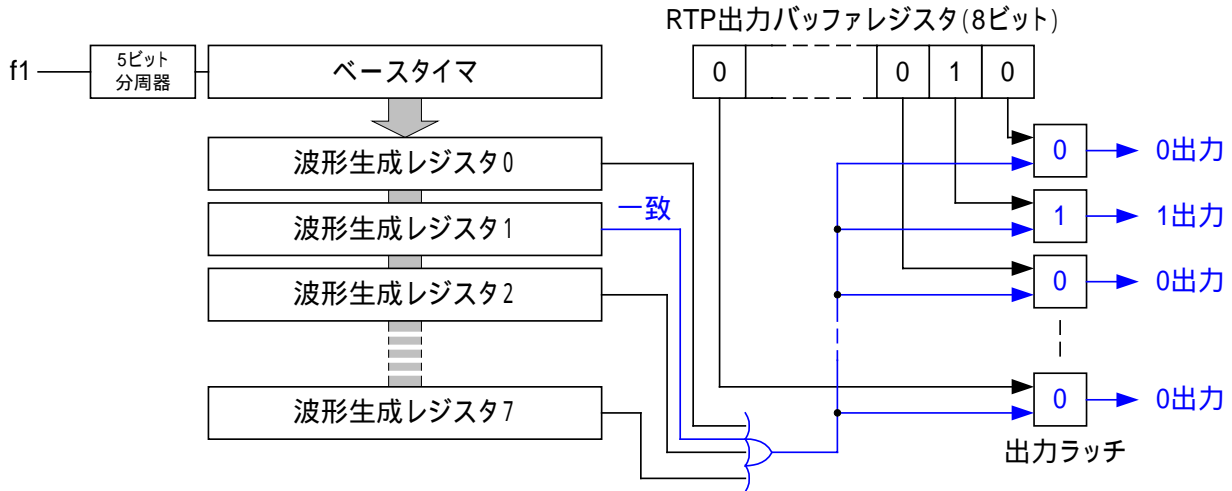 RTP出力バッファレジスタ(8ビット)
f1
5ビット
分周器
ベースタイマ
0 0 1 0
波形生成レジスタ0
0 0出力
一致
波形生成レジスタ1
1 1出力
波形生成レジスタ2
0 0出力
波形生成レジスタ7
0 0出力
出力ラッチ